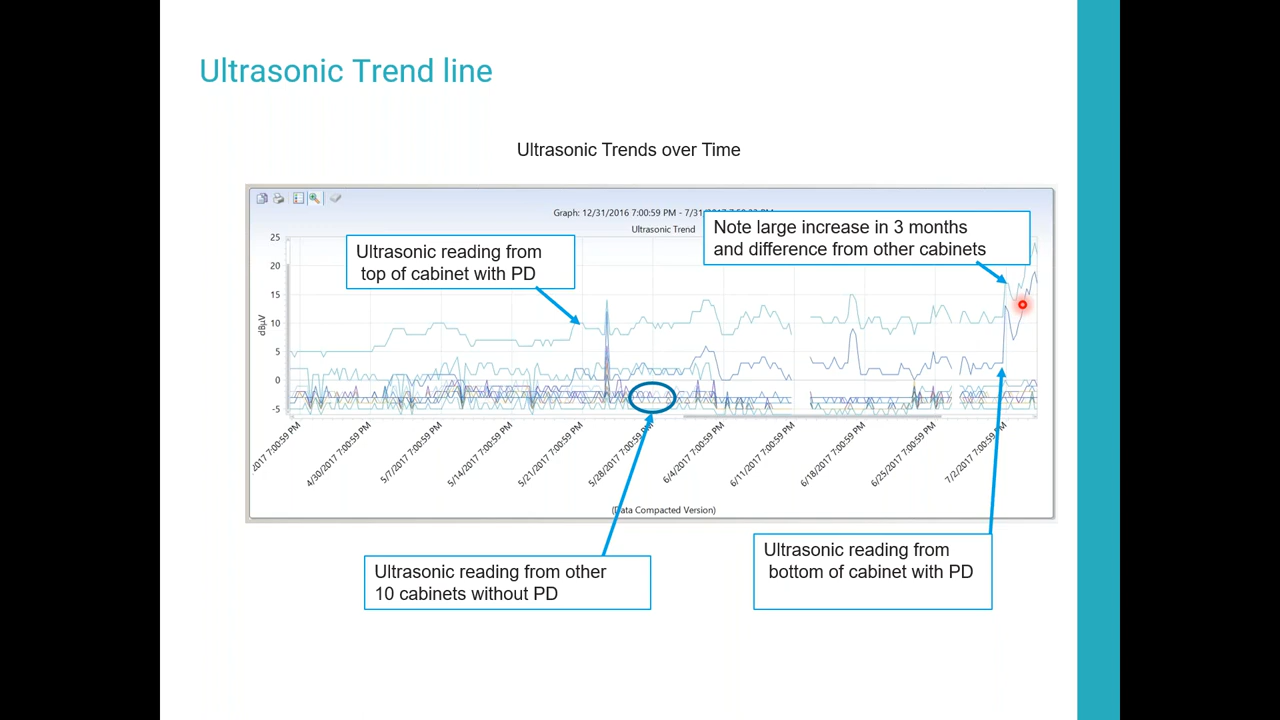 Ultrasonic Trend line
Ultrasonic Trends over Time
Graph: 12/31/2016 7:00:59 PM - 7/31/2017 7:59:03 PM
Ultrasonic Trend
Note large increase in 3 months
and difference from other cabinets
Ultrasonic reading from
top of cabinet with PD
25
20
15
10
5
0
-5
dBµV
/2017 7:00:59 PM
4/30/2017 7:00:59 PM
5/7/2017 7:00:59 PM
5/14/2017 7:00:59 PM
5/21/2017 7:00:59 PM
5/28/2017 7:00:59 PM
6/4/2017 7:00:59 PM
6/11/2017 7:00:59 PM
6/18/2017 7:00:59 PM
6/25/2017 7:00:59 PM
7/2/2017 7:00:59 PM
(Data Compacted Version)
Ultrasonic reading from other
10 cabinets without PD
Ultrasonic reading from
bottom of cabinet with PD